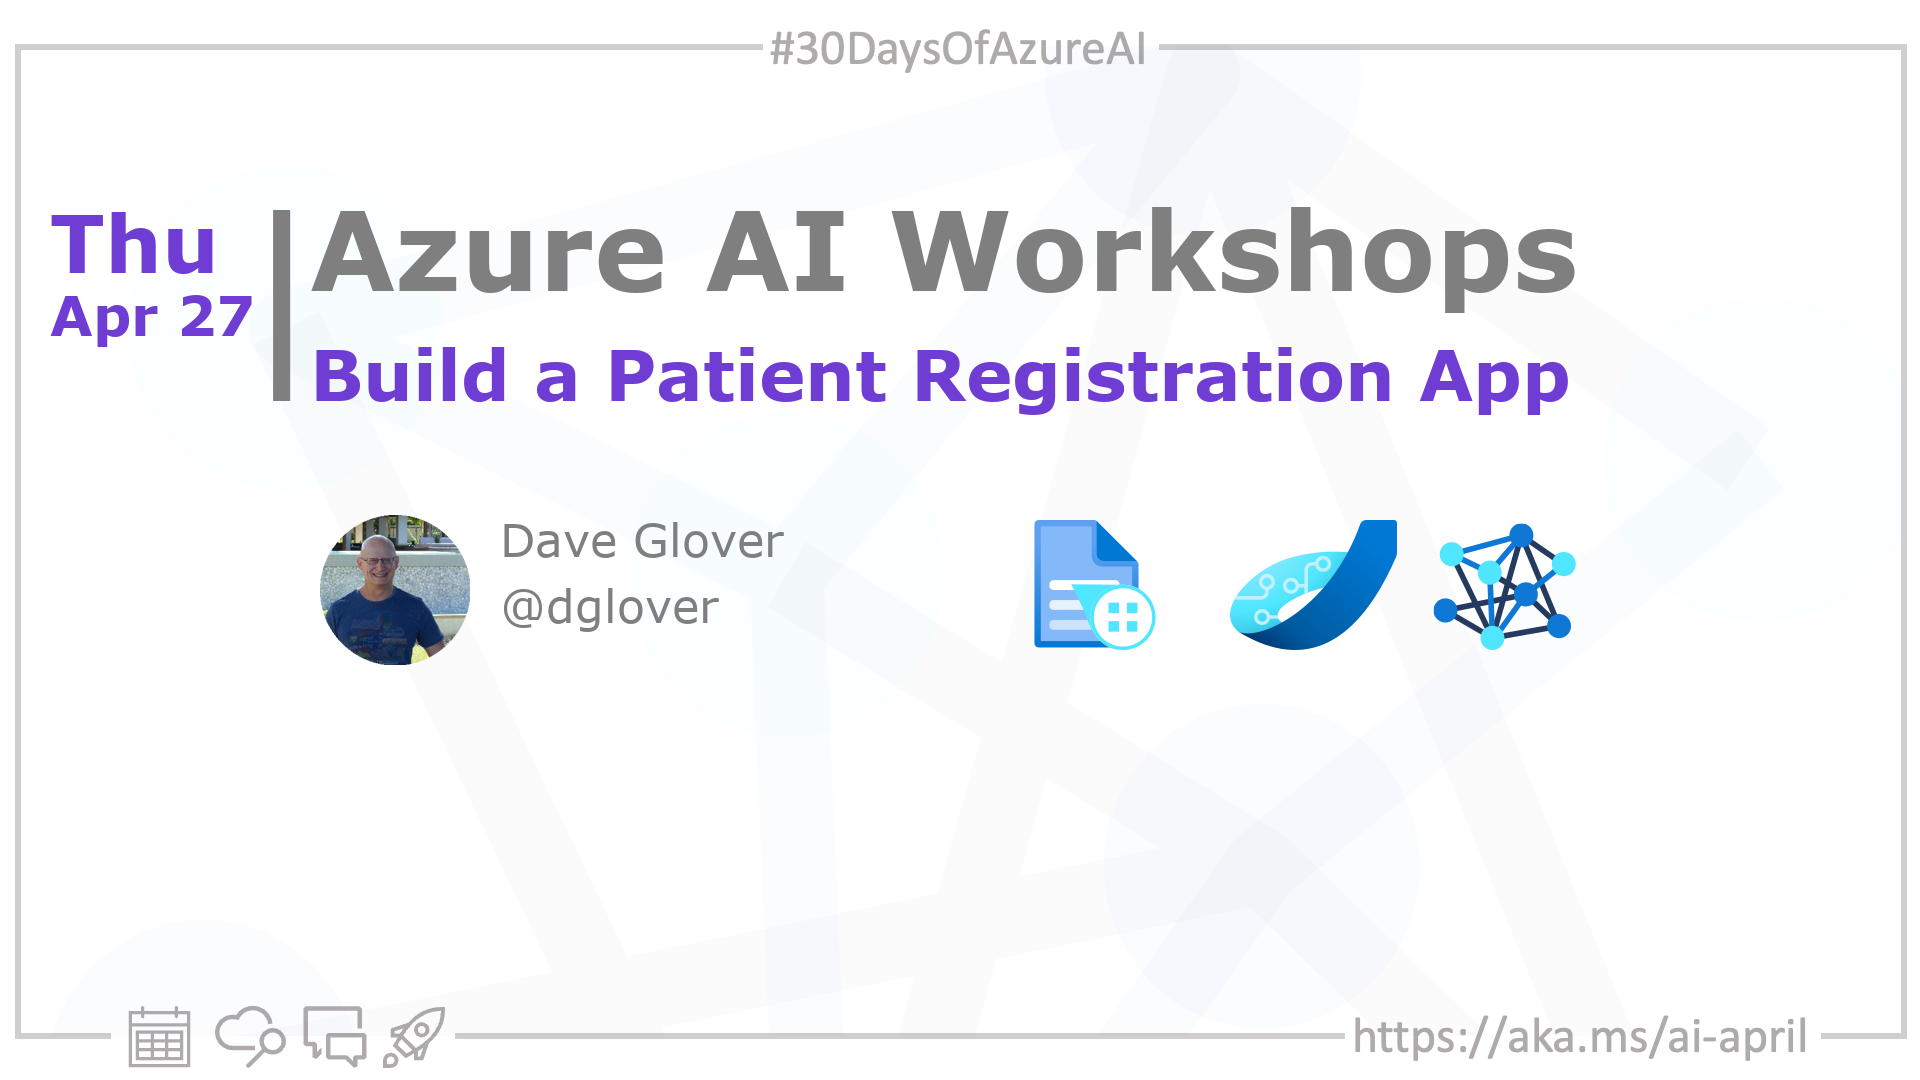 #30DaysOfAzureAI
Thu
Apr 27
Azure AI Workshops
Build a Patient Registration App
Dave Glover
@dglover
https://aka.ms/ai-april